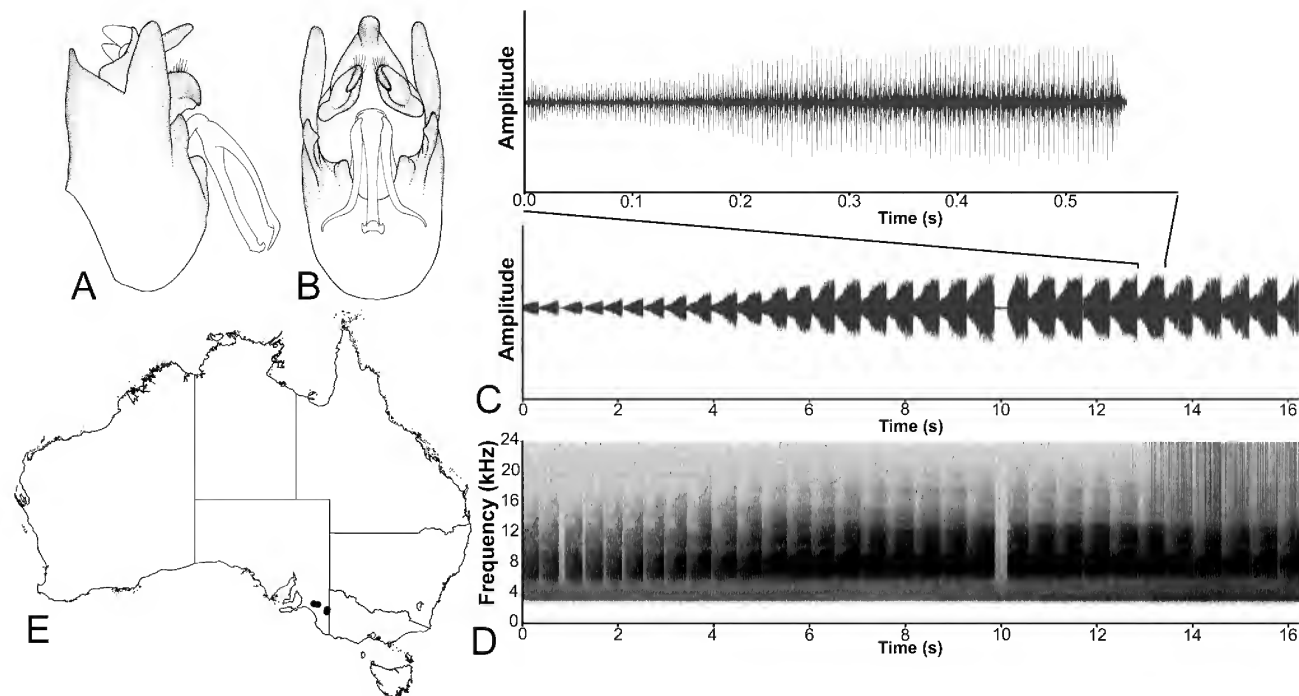 A
B
Amplitude
0.0 0.1 0.2 0.3 0.4 0.5
Time (s)
Amplitude
C
0 2 4 6 8 10 12 14 16
Time (s)
Frequency (kHz)
24
20
16
12
8
4
0
D
0 2 4 6 8 10 12 14 16
Time (s)
E